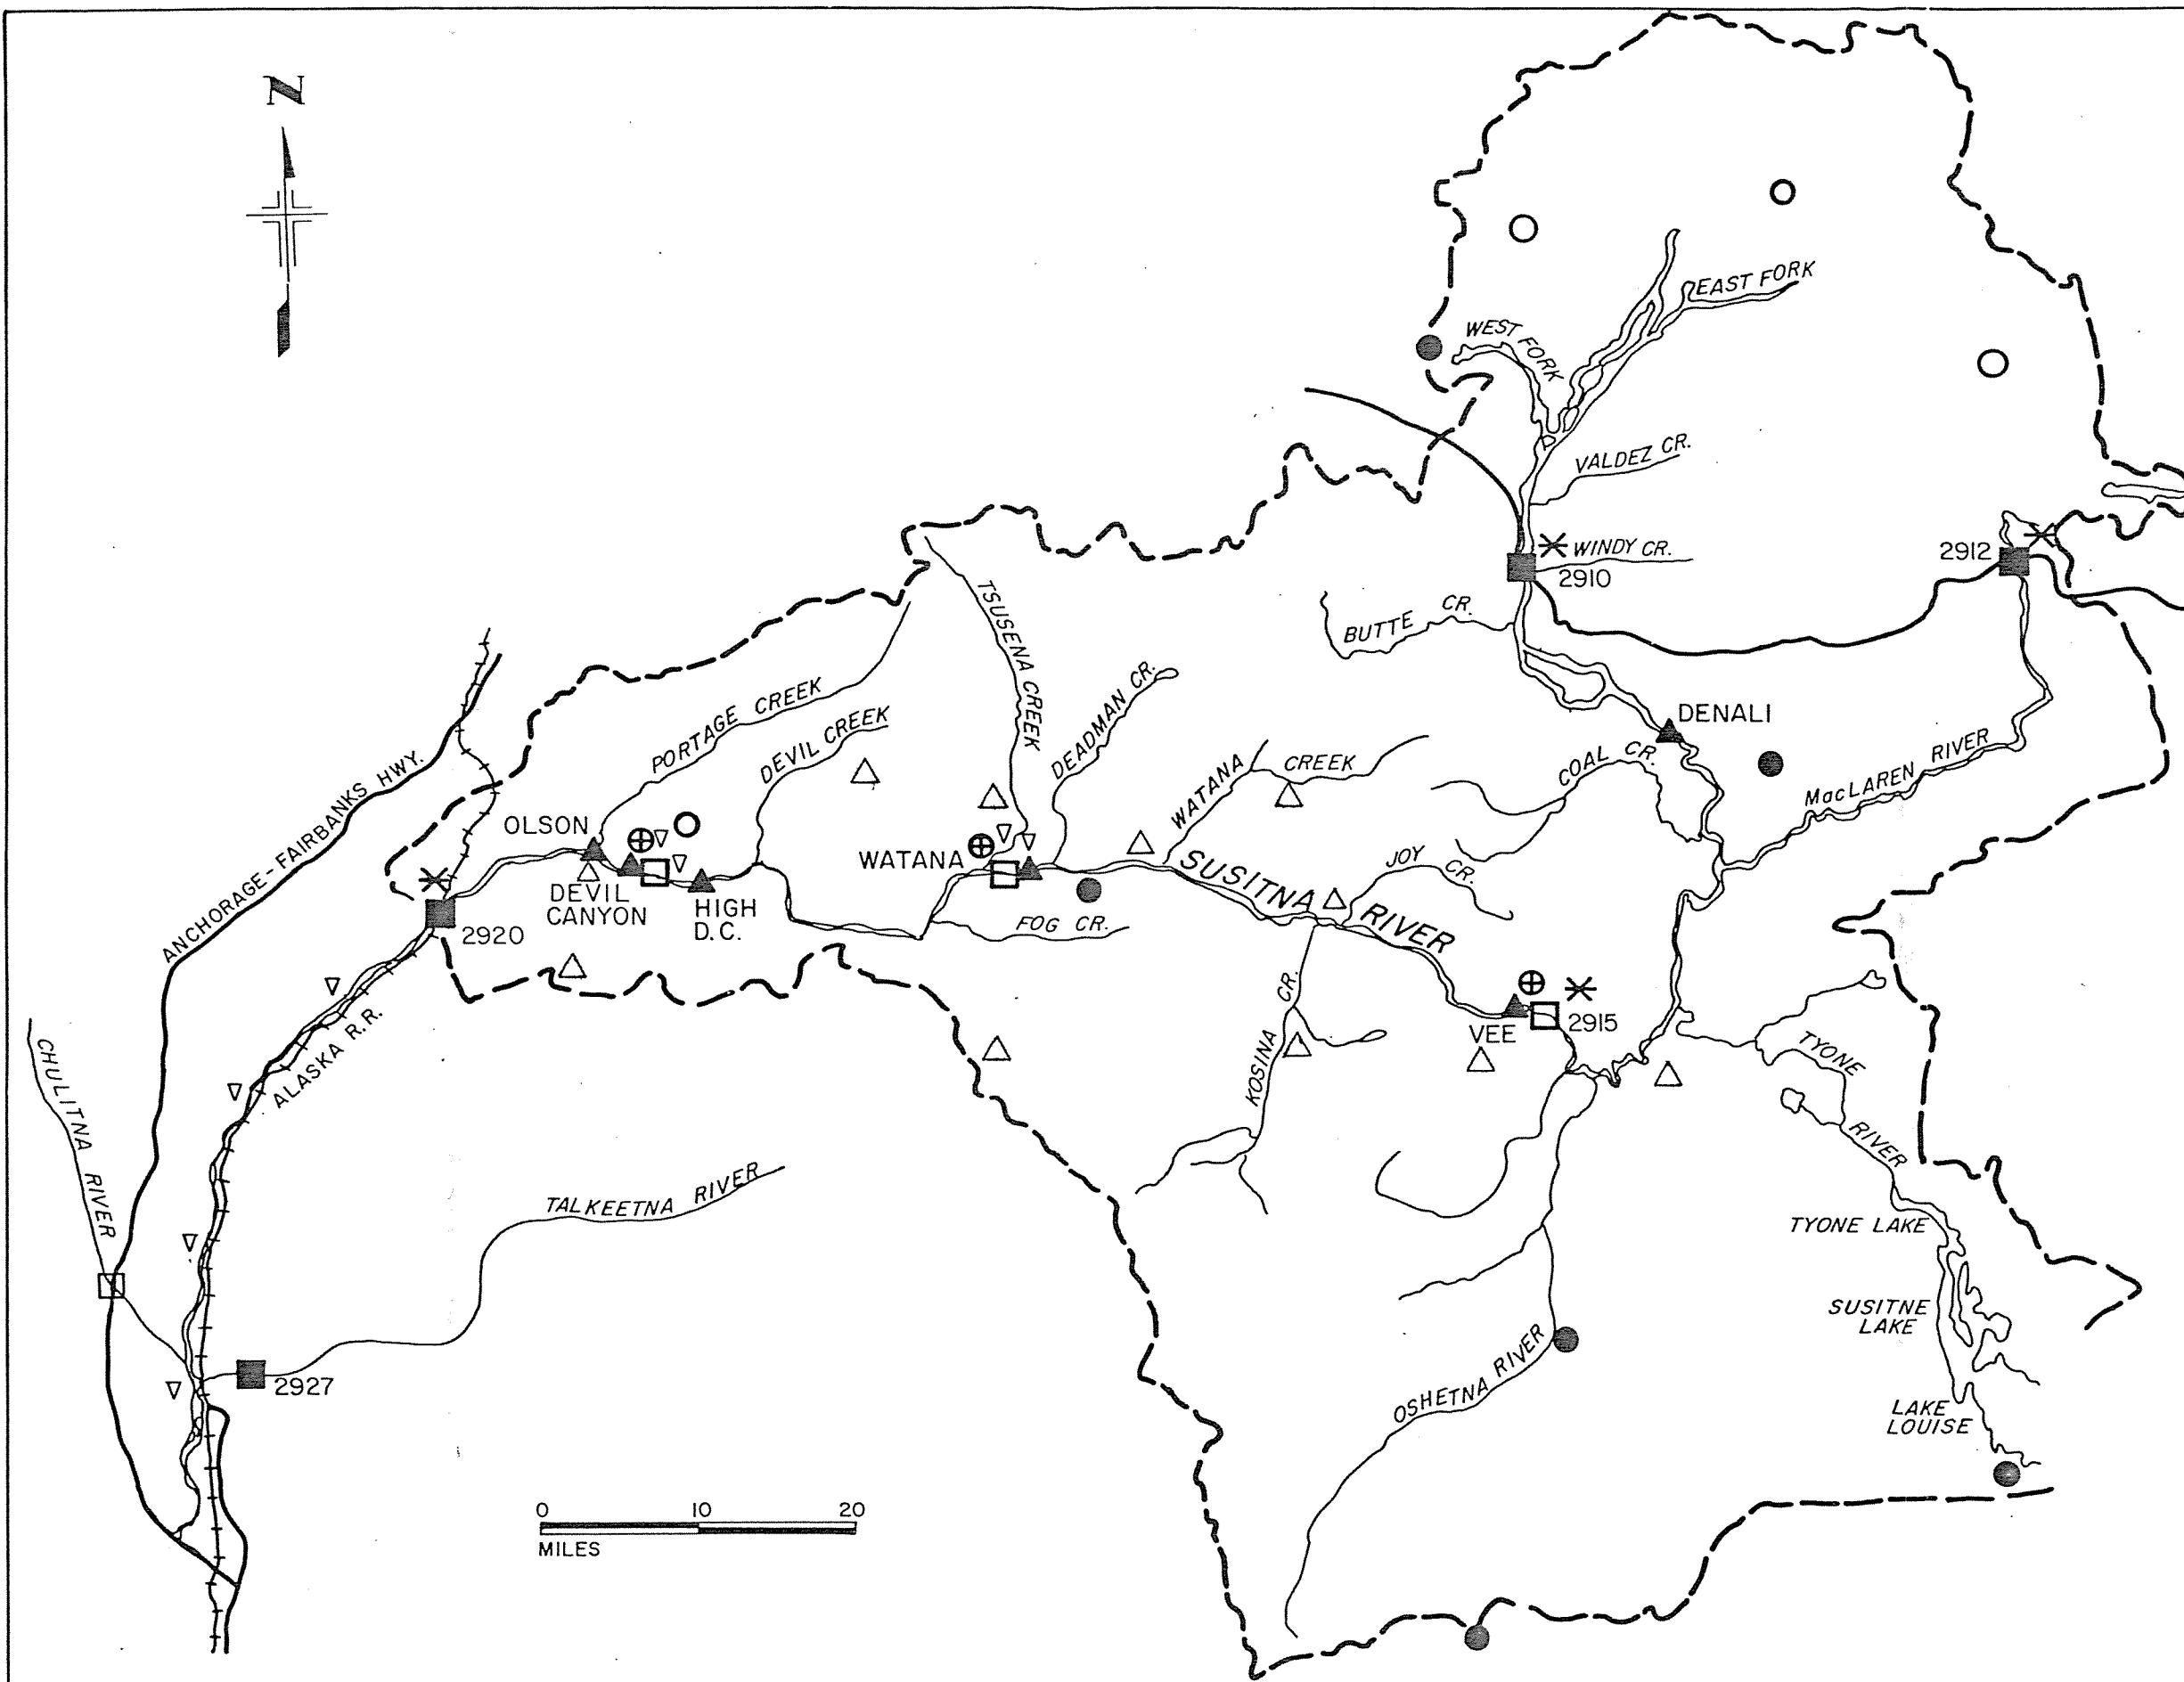 N
EAST FORK
WEST FORK
VALDEZ CR.
WINDY CR.
2910
2912
BUTTE CR.
TSUSENA CREEK
DEADMAN CR.
PORTAGE CREEK
DEVIL CREEK
ANCHORAGE-FAIRBANKS HWY.
DENALI
COAL CR.
MacLAREN RIVER
WATANA CREEK
OLSON
WATANA
DEVIL
CANYON
HIGH
D.C.
2920
FOG CR.
SUSITNA RIVER
JOY CR.
KOSINA CR.
VEE
2915
TYONE RIVER
ALASKA R.R.
CHULITNA RIVER
TALKEETNA RIVER
TYONE LAKE
SUSITNE
LAKE
LAKE
LOUISE
OSHETNA RIVER
2927
0 10 20
MILES